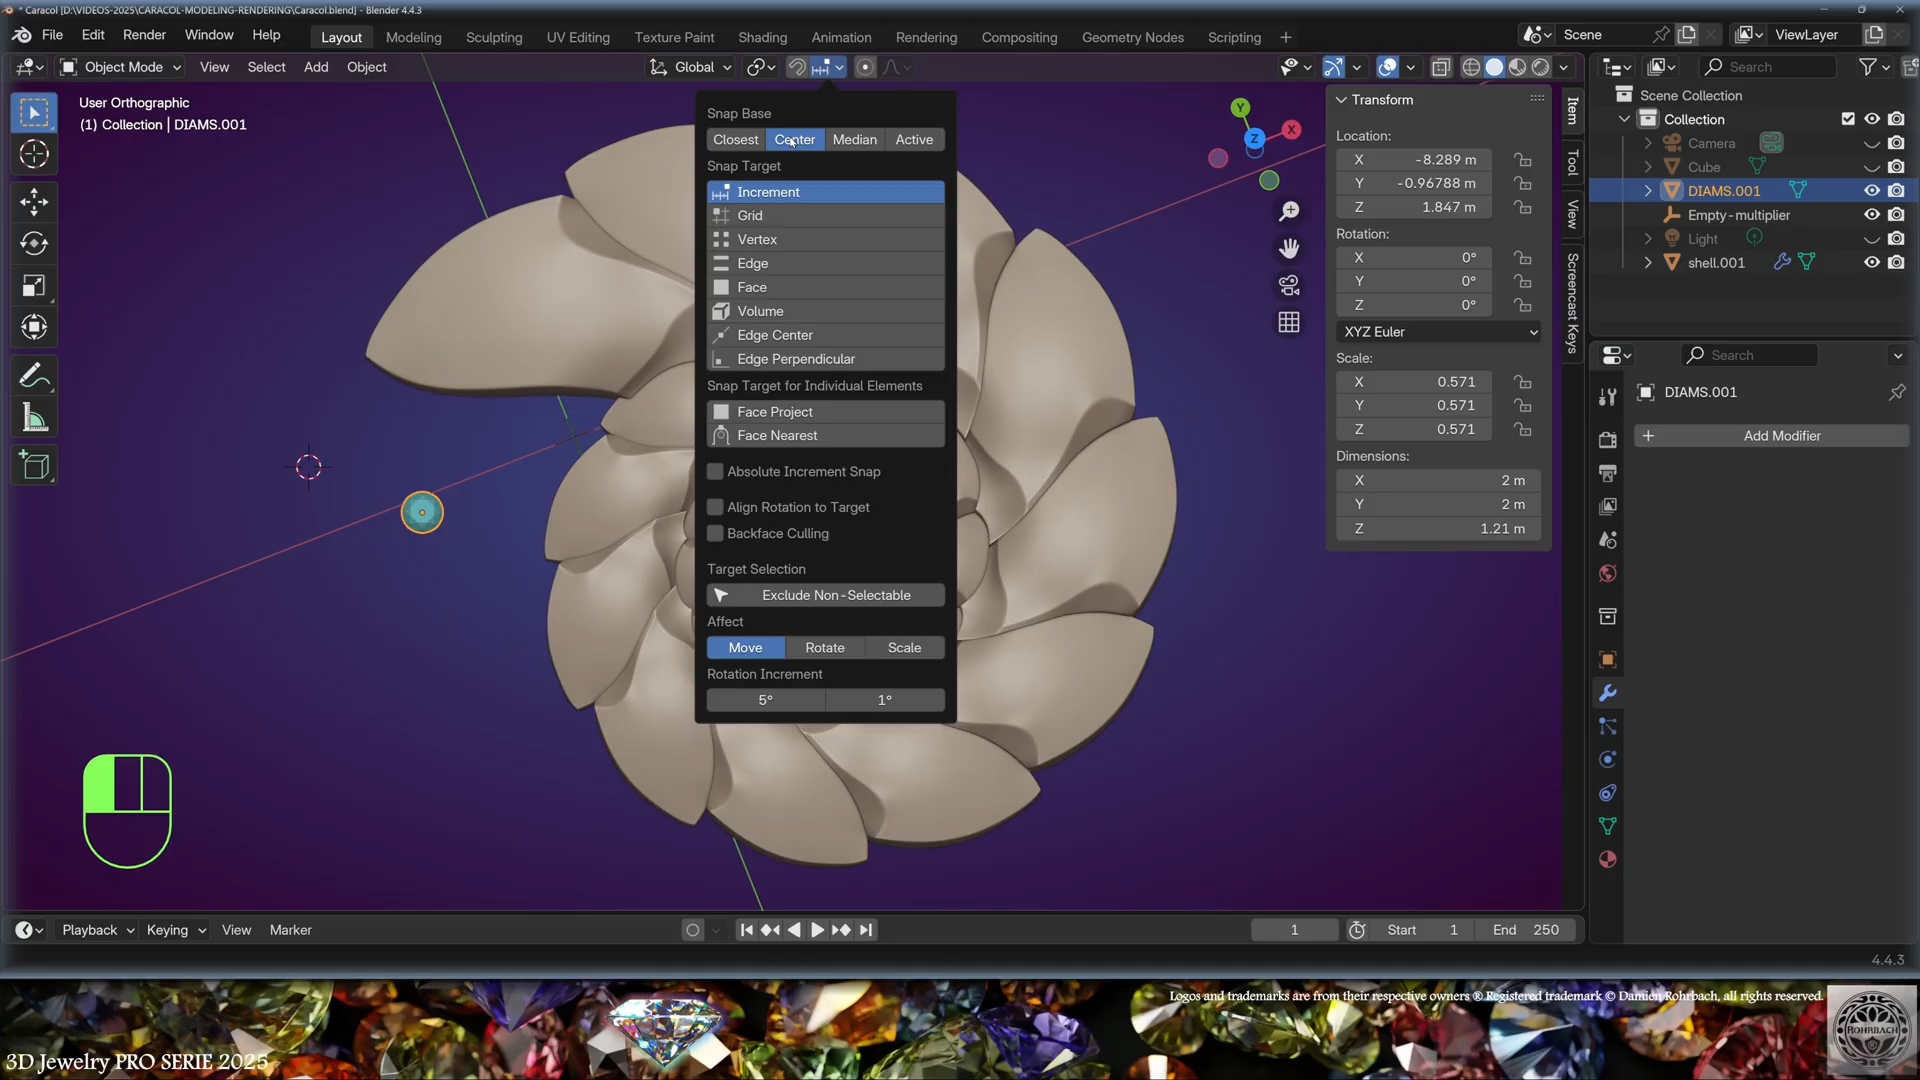 * Caracol [D:\VIDEOS-2025\CARACOL-MODELING-RENDERING\Caracol.blend] - Blender 4.4.3
File Edit Render Window Help
Layout Modeling Sculpting UV Editing Texture Paint Shading Animation Rendering Compositing Geometry Nodes Scripting +
Scene
ViewLayer
Object Mode View Select Add Object
Global
Search
User Orthographic
(1) Collection | DIAMS.001
Snap Base
Closest Center Median Active
Snap Target
Increment
Grid
Vertex
Edge
Face
Volume
Edge Center
Edge Perpendicular
Snap Target for Individual Elements
Face Project
Face Nearest
Absolute Increment Snap
Align Rotation to Target
Backface Culling
Target Selection
Exclude Non-Selectable
Affect
Move Rotate Scale
Rotation Increment
5° 1°
Y
X
Z
Transform
Location:
X -8.289 m
Y -0.96788 m
Z 1.847 m
Rotation:
X 0°
Y 0°
Z 0°
XYZ Euler
Scale:
X 0.571
Y 0.571
Z 0.571
Dimensions:
X 2 m
Y 2 m
Z 1.21 m
Item
Tool
View
Screencast Keys
Scene Collection
Collection
Camera
Cube
DIAMS.001
Empty-multiplier
Light
shell.001
Search
DIAMS.001
+ Add Modifier
Playback Keying View Marker
1
Start 1
End 250
4.4.3
Logos and trademarks are from their respective owners ® Registered trademark © Damien Rohrbach, all rights reserved.
3D Jewelry PRO SERIE 2025
ROHRBACH
®